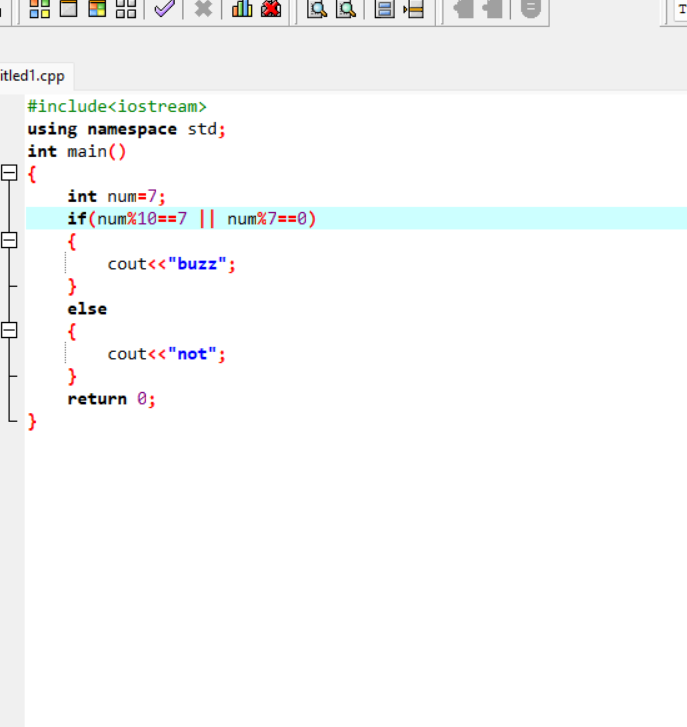 itled1.cpp
#include<iostream>
using namespace std;
int main()
{
    int num=7;
    if(num%10==7 || num%7==0)
    {
        cout<<"buzz";
    }
    else
    {
        cout<<"not";
    }
    return 0;
}